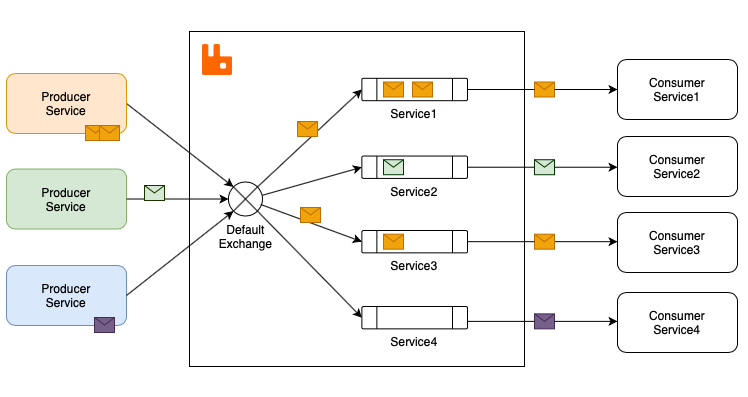 Producer
Service
Producer
Service
Producer
Service
Default
Exchange
Service1
Service2
Service3
Service4
Consumer
Service1
Consumer
Service2
Consumer
Service3
Consumer
Service4